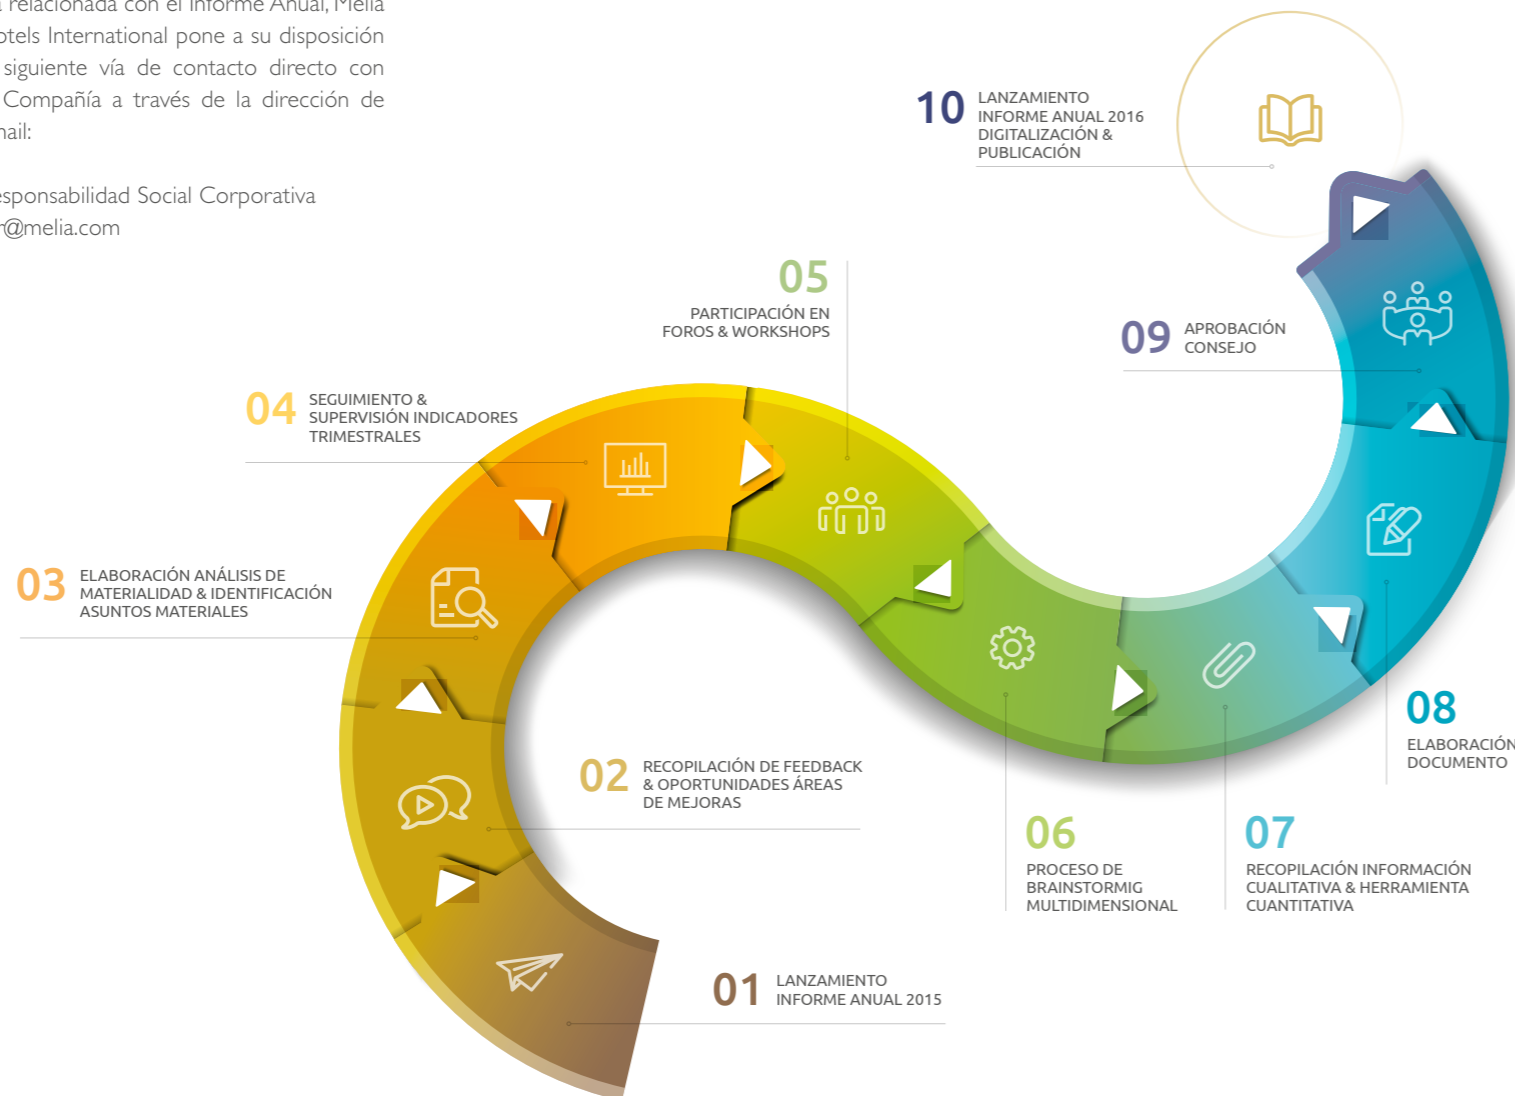 relacionada con el Informe Anual, Meliá
Hotels International pone a su disposición
siguiente vía de contacto directo con
Compañía a través de la dirección de
Responsabilidad Social Corporativa
@melia.com
10
LANZAMIENTO
INFORME ANUAL 2016
DIGITALIZACIÓN &
PUBLICACIÓN
05
PARTICIPACIÓN EN
FOROS & WORKSHOPS
09
APROBACIÓN
CONSEJO
04
SEGUIMIENTO &
SUPERVISIÓN INDICADORES
TRIMESTRALES
03
ELABORACIÓN ANÁLISIS DE
MATERIALIDAD & IDENTIFICACIÓN
ASUNTOS MATERIALES
08
ELABORACIÓN
DOCUMENTO
02
RECOPILACIÓN DE FEEDBACK
& OPORTUNIDADES ÁREAS
DE MEJORAS
06
PROCESO DE
BRAINSTORMIG
MULTIDIMENSIONAL
07
RECOPILACIÓN INFORMACIÓN
CUALITATIVA & HERRAMIENTA
CUANTITATIVA
01
LANZAMIENTO
INFORME ANUAL 2015